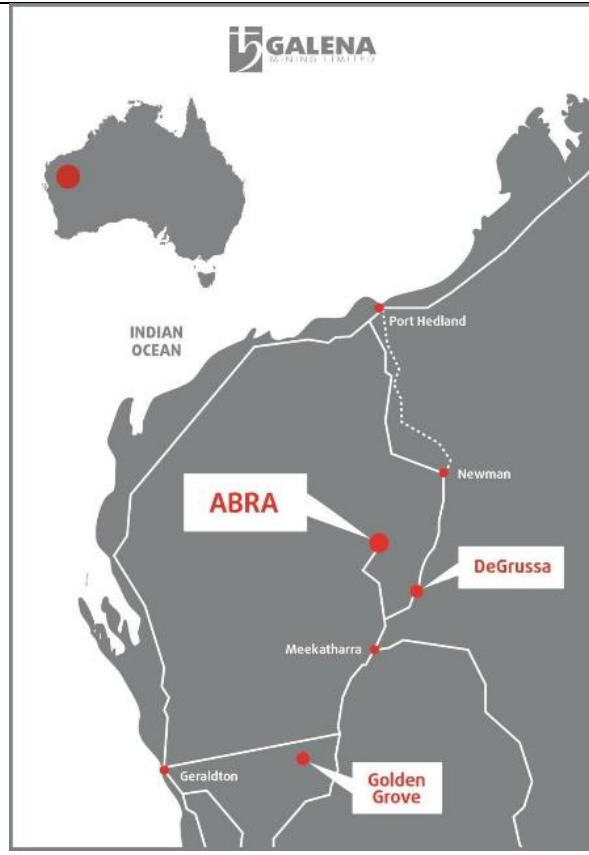 GALENA
MINING LIMITED
INDIAN
OCEAN
Port Hedland
Newman
ABRA
DeGrussa
Meekatharra
Geraldton
Golden
Grove